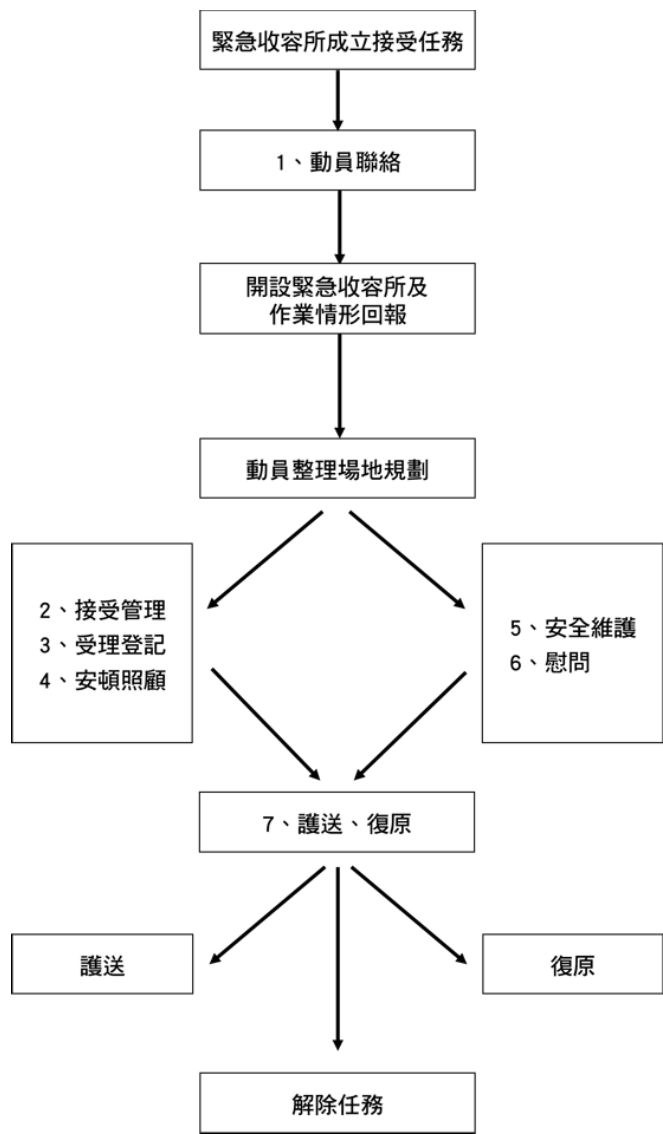 緊急收容所成立接受任務
1、動員聯絡
開設緊急收容所及
作業情形回報
動員整理場地規劃
2、接受管理
3、受理登記
4、安頓照顧
5、安全維護
6、慰問
7、護送、復原
護送
復原
解除任務